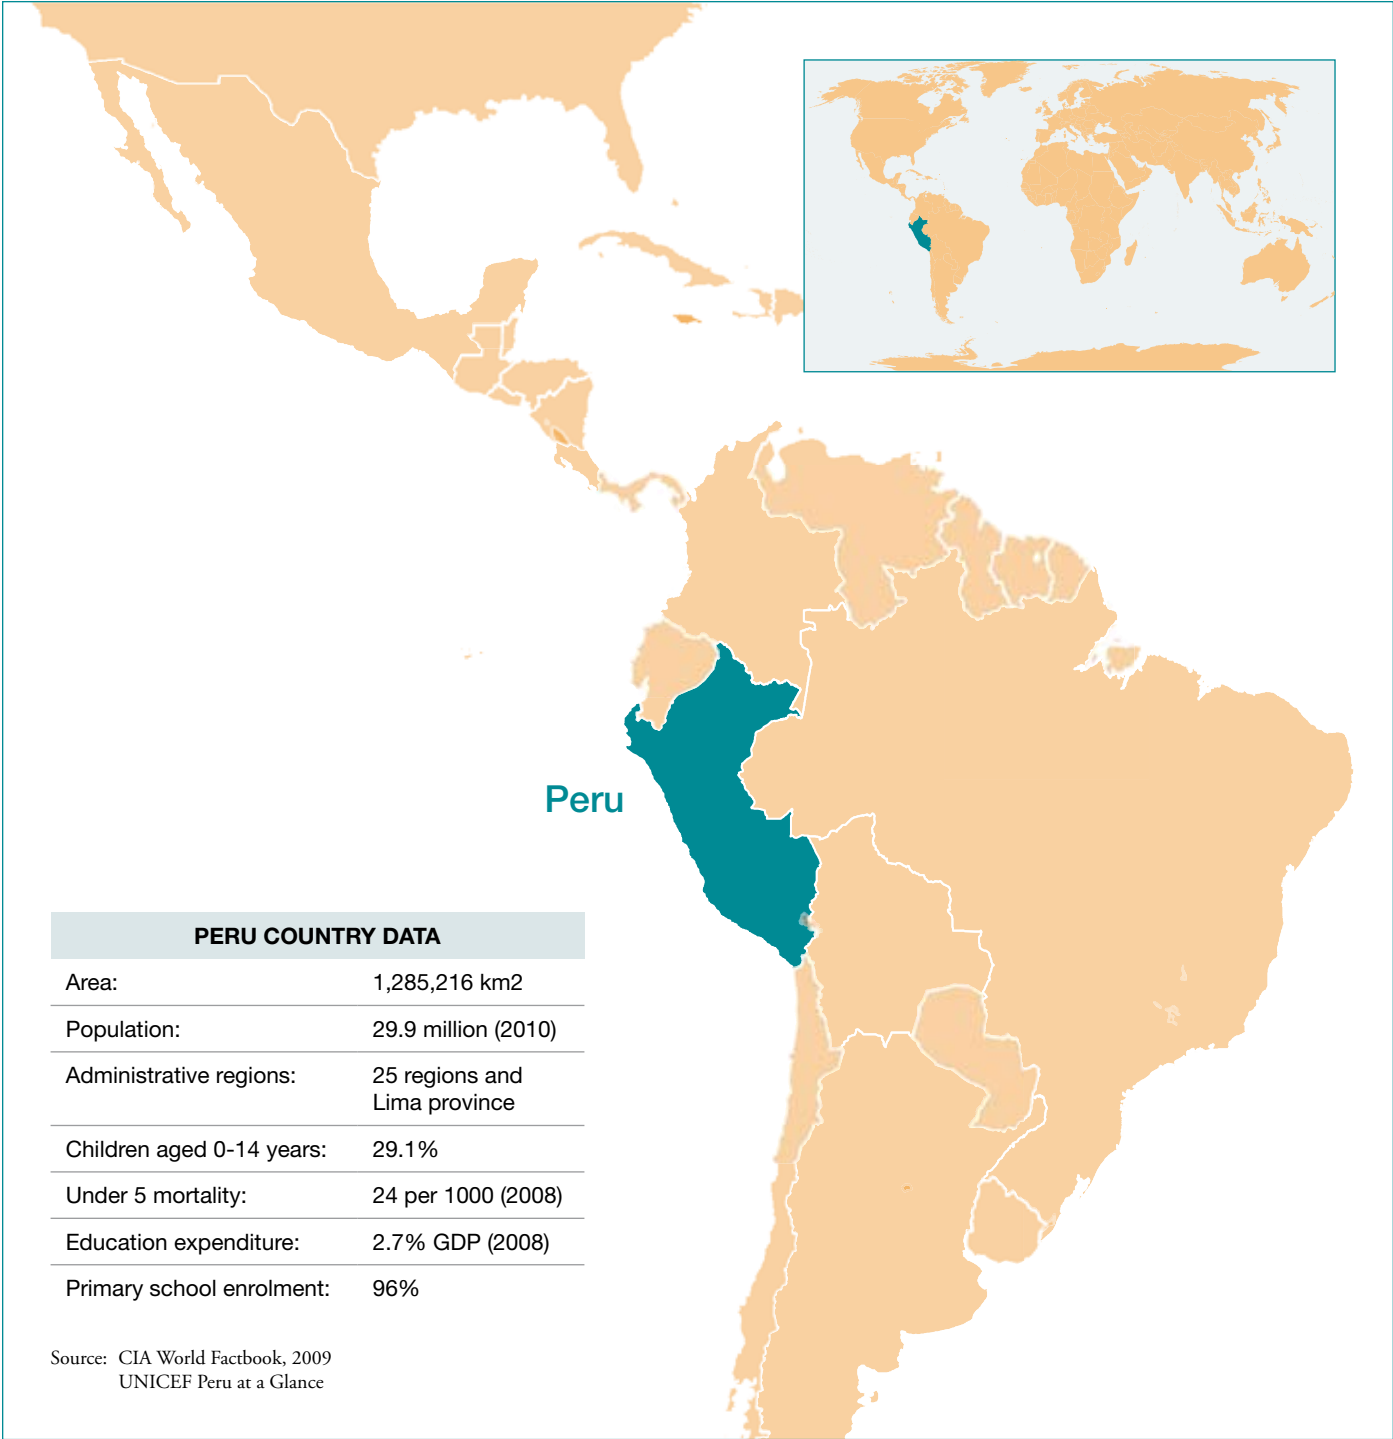 Peru
PERU COUNTRY DATA
Area: 1,285,216 km2
Population: 29.9 million (2010)
Administrative regions: 25 regions and
Lima province
Children aged 0-14 years: 29.1%
Under 5 mortality: 24 per 1000 (2008)
Education expenditure: 2.7% GDP (2008)
Primary school enrolment: 96%
Source: CIA World Factbook, 2009
UNICEF Peru at a Glance